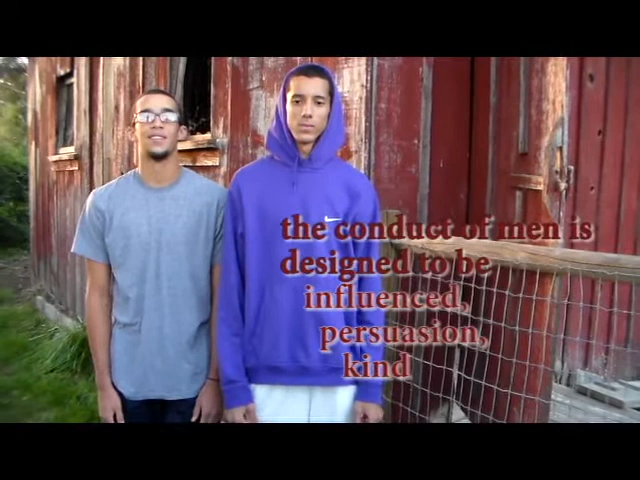 the conduct of men is
designed to be
influenced,
persuasion,
kind